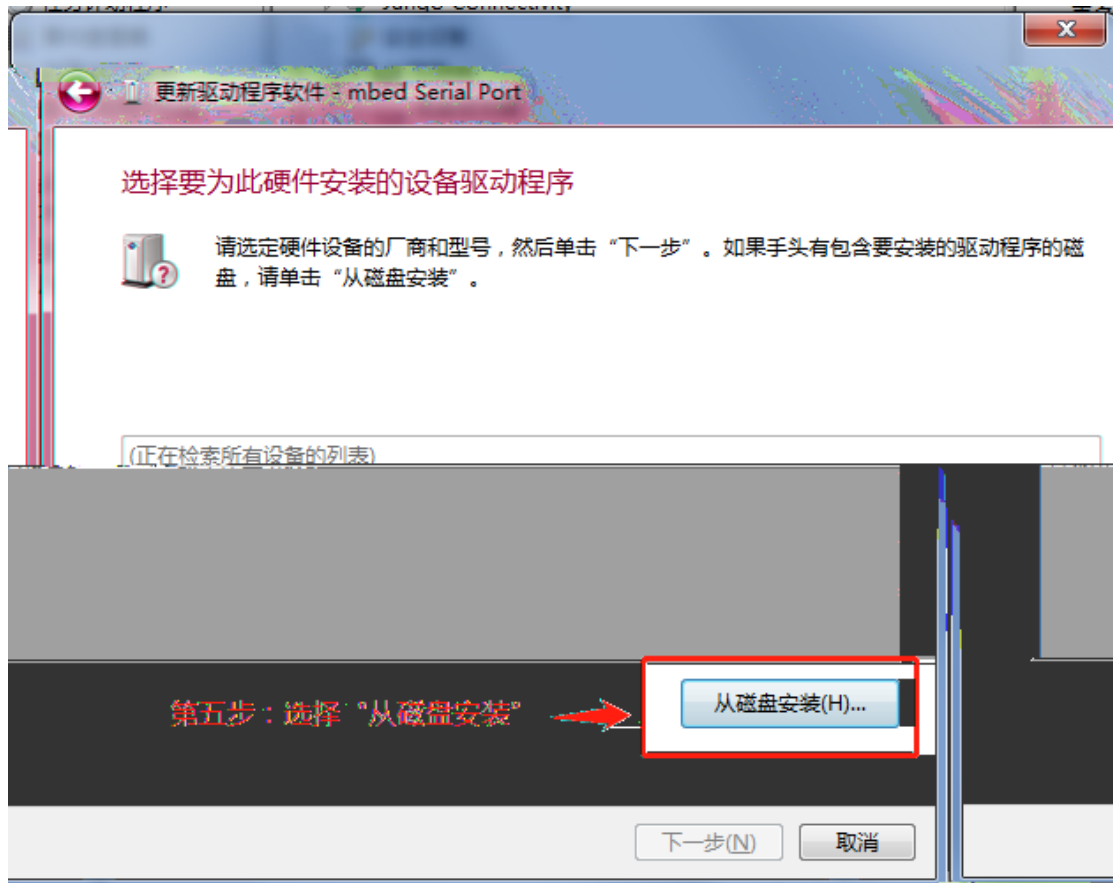 更新驱动程序软件 - mbed Serial Port
选择要为此硬件安装的设备驱动程序
请选定硬件设备的厂商和型号，然后单击“下一步”。如果手头有包含要安装的驱动程序的磁
盘，请单击“从磁盘安装”。
(正在检索所有设备的列表)
第五步：选择“从磁盘安装”
从磁盘安装(H)...
下一步(N)
取消